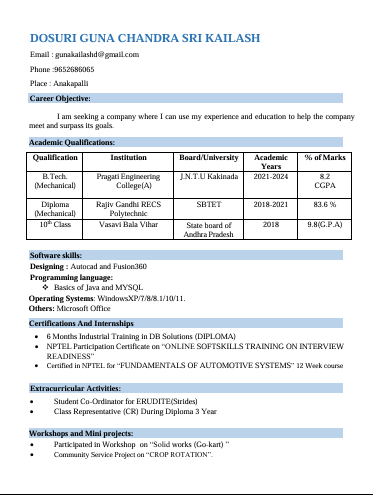 DOSURI GUNA CHANDRA SRI KAILASH
Email : gunakailashd@gmail.com
Phone :9652686065
Place : Anakapalli
Career Objective:
I am seeking a company where I can use my experience and education to help the company
meet and surpass its goals.
Academic Qualifications:
Qualification Institution Board/University Academic Years % of Marks
B.Tech. (Mechanical) Pragati Engineering College(A) J.N.T.U Kakinada 2021-2024 8.2 CGPA
Diploma (Mechanical) Rajiv Gandhi RECS Polytechnic SBTET 2018-2021 83.6 %
10th Class Vasavi Bala Vihar State board of Andhra Pradesh 2018 9.8(G.P.A)
Software skills:
Designing : Autocad and Fusion360
Programming language:
❖ Basics of Java and MYSQL
Operating Systems: WindowsXP/7/8/8.1/10/11.
Others: Microsoft Office
Certifications And Internships
• 6 Months Industrial Training in DB Solutions (DIPLOMA)
• NPTEL Participation Certificate on “ONLINE SOFTSKILLS TRAINING ON INTERVIEW
READINESS”
• Certified in NPTEL for “FUNDAMENTALS OF AUTOMOTIVE SYSTEMS” 12 Week course
Extracurricular Activities:
• Student Co-Ordinator for ERUDITE(Strides)
• Class Representative (CR) During Diploma 3 Year
Workshops and Mini projects:
• Participated in Workshop on “Solid works (Go-kart) ”
• Community Service Project on “CROP ROTATION”.